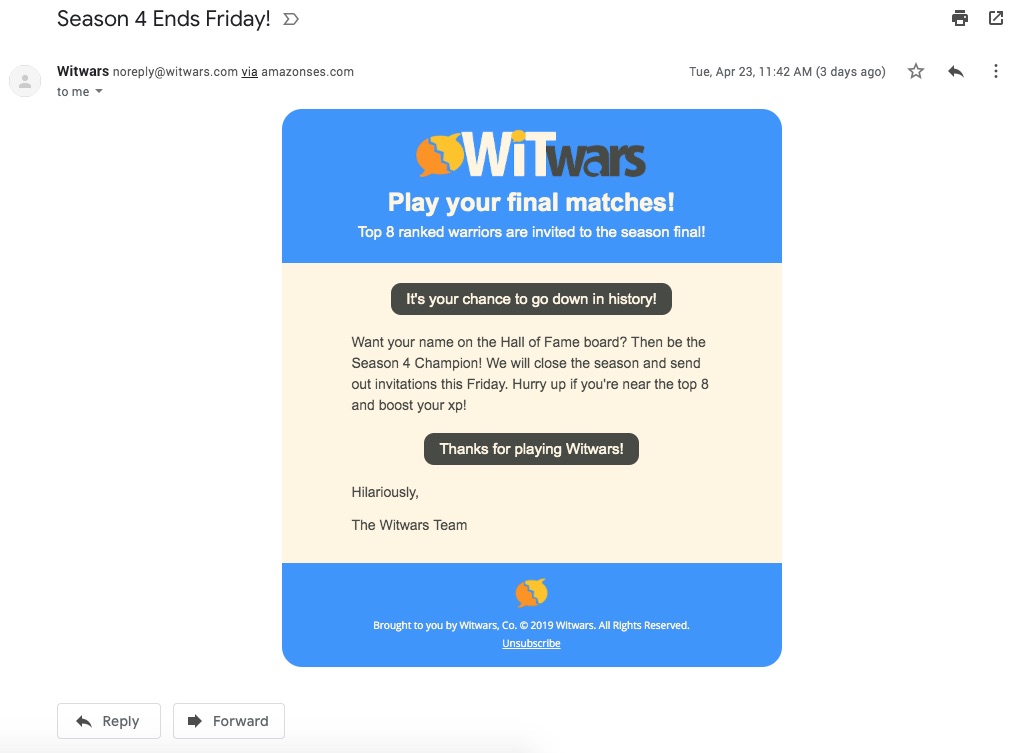 Season 4 Ends Friday!
Witwars noreply@witwars.com via amazonses.com
Tue, Apr 23, 11:42 AM (3 days ago)
to me
WiTwars
Play your final matches!
Top 8 ranked warriors are invited to the season final!
It's your chance to go down in history!
Want your name on the Hall of Fame board? Then be the
Season 4 Champion! We will close the season and send
out invitations this Friday. Hurry up if you're near the top 8
and boost your xp!
Thanks for playing Witwars!
Hilariously,
The Witwars Team
Brought to you by Witwars, Co. © 2019 Witwars. All Rights Reserved.
Unsubscribe
Reply
Forward